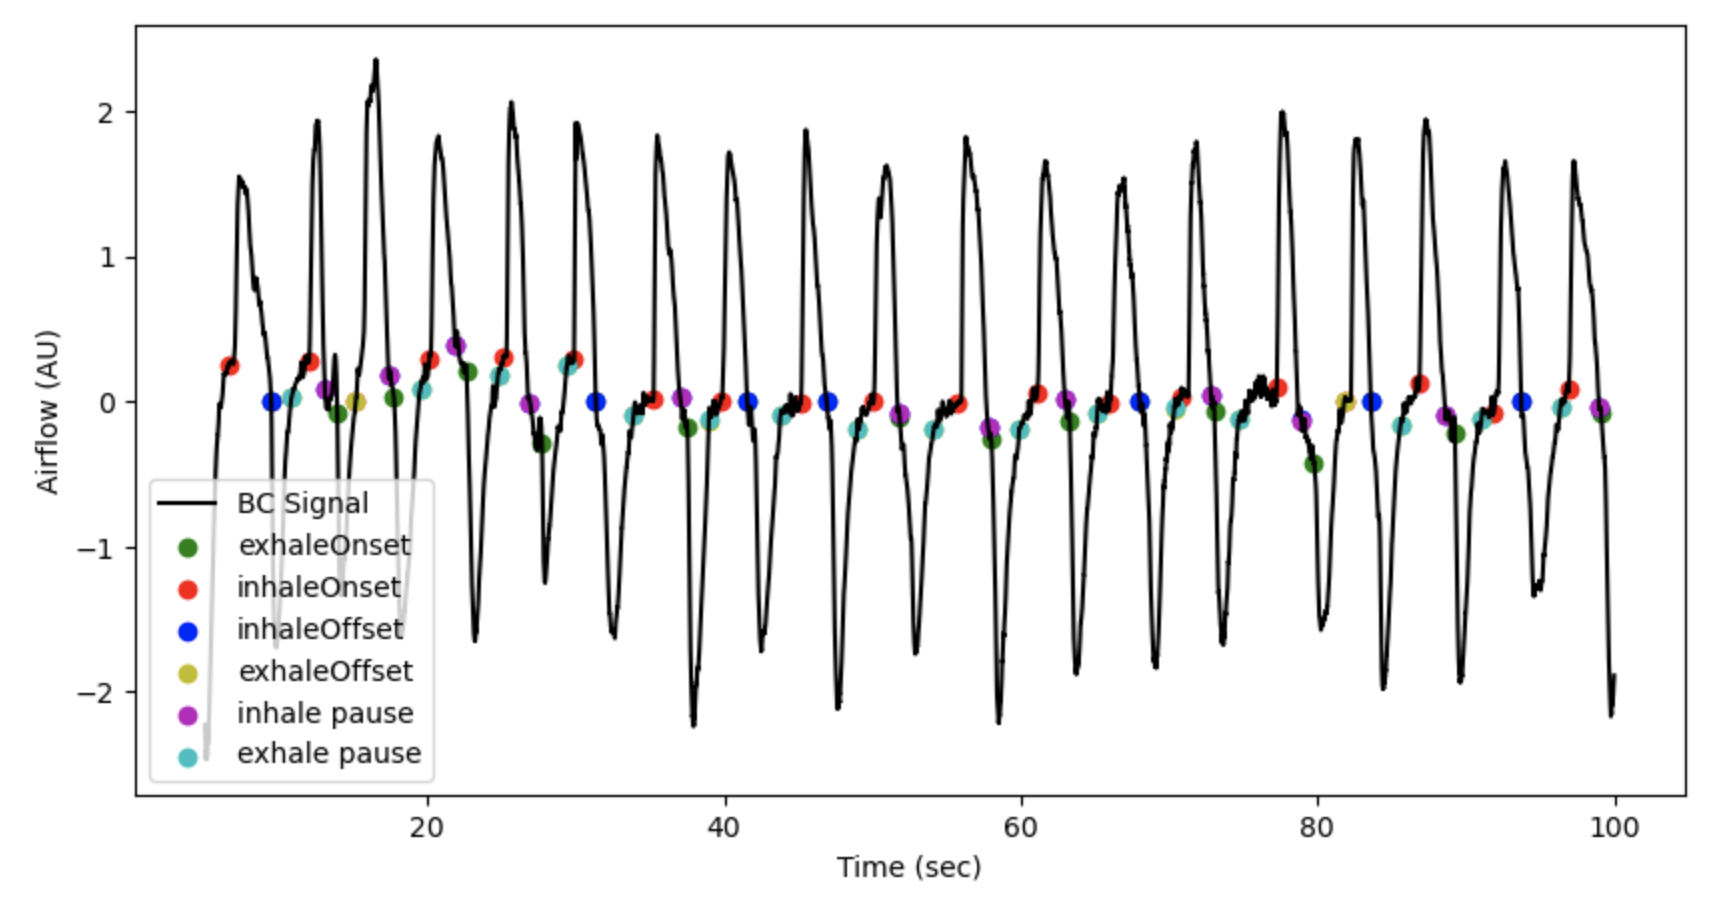 2
1
0
−1
−2
Airflow (AU)
BC Signal
exhaleOnset
inhaleOnset
inhaleOffset
exhaleOffset
inhale pause
exhale pause
20 40 60 80 100
Time (sec)